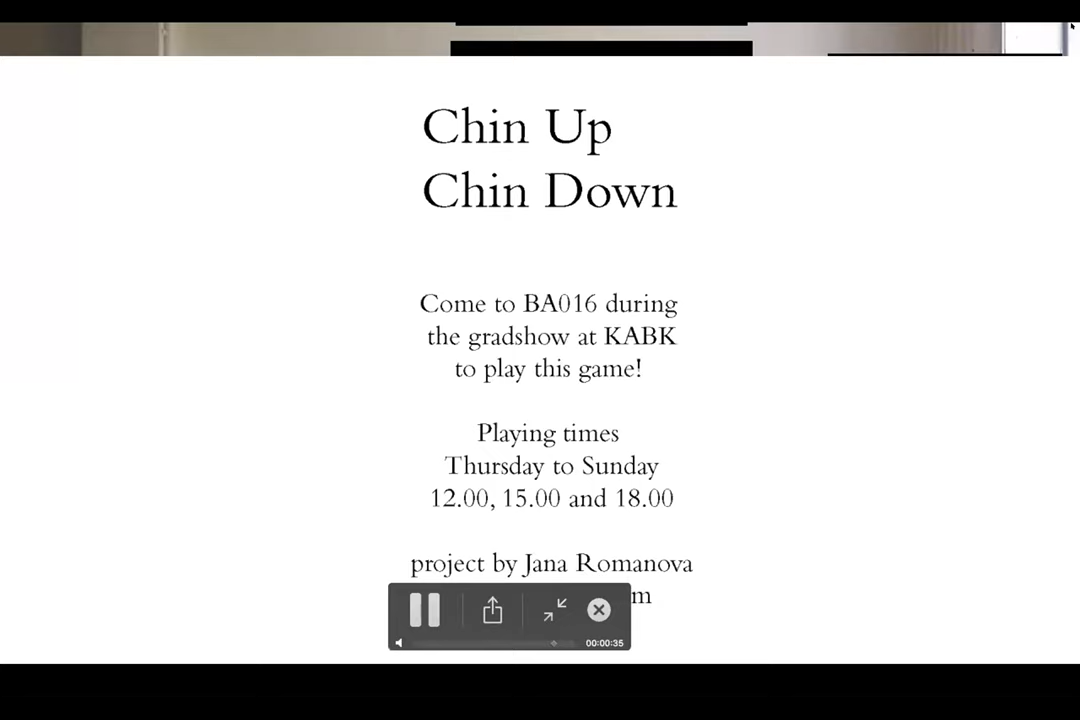 Chin Up
Chin Down
Come to BA016 during
the gradshow at KABK
to play this game!
Playing times
Thursday to Sunday
12.00, 15.00 and 18.00
project by Jana Romanova
00:00:35